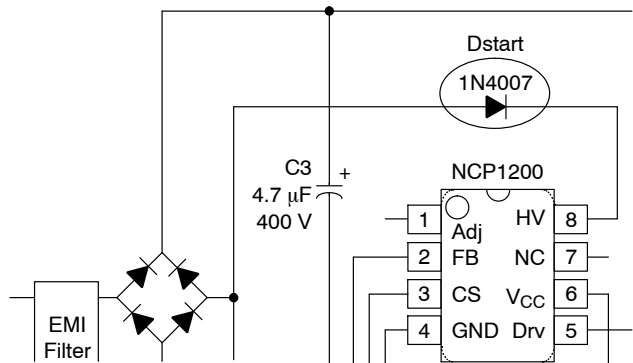 Dstart
1N4007
C3
4.7 μF
400 V
+
NCP1200
1
Adj
HV
8
2
FB
NC
7
3
CS
VCC
6
4
GND
Drv
5
EMI
Filter